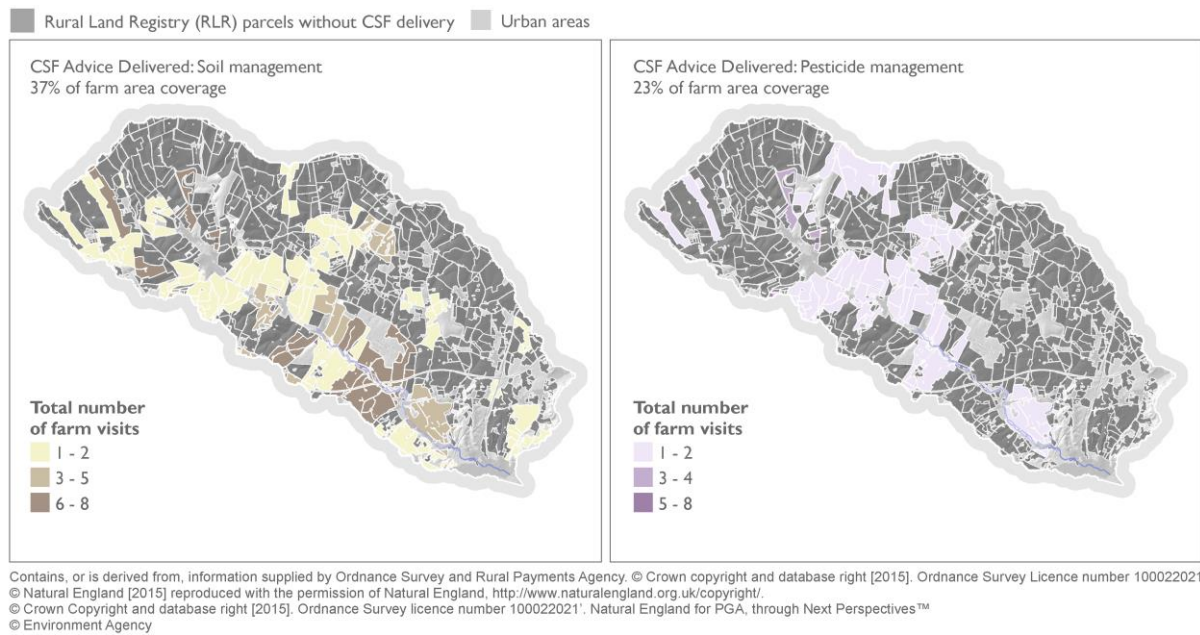 Rural Land Registry (RLR) parcels without CSF delivery
Urban areas
CSF Advice Delivered: Soil management
37% of farm area coverage
Total number
of farm visits
1 - 2
3 - 5
6 - 8
CSF Advice Delivered: Pesticide management
23% of farm area coverage
Total number
of farm visits
1 - 2
3 - 4
5 - 8
Contains, or is derived from, information supplied by Ordnance Survey and Rural Payments Agency. © Crown copyright and database right [2015]. Ordnance Survey Licence number 100022021
© Natural England [2015] reproduced with the permission of Natural England, http://www.naturalengland.org.uk/copyright/.
© Crown Copyright and database right [2015]. Ordnance Survey licence number 100022021'. Natural England for PGA, through Next Perspectives™
© Environment Agency